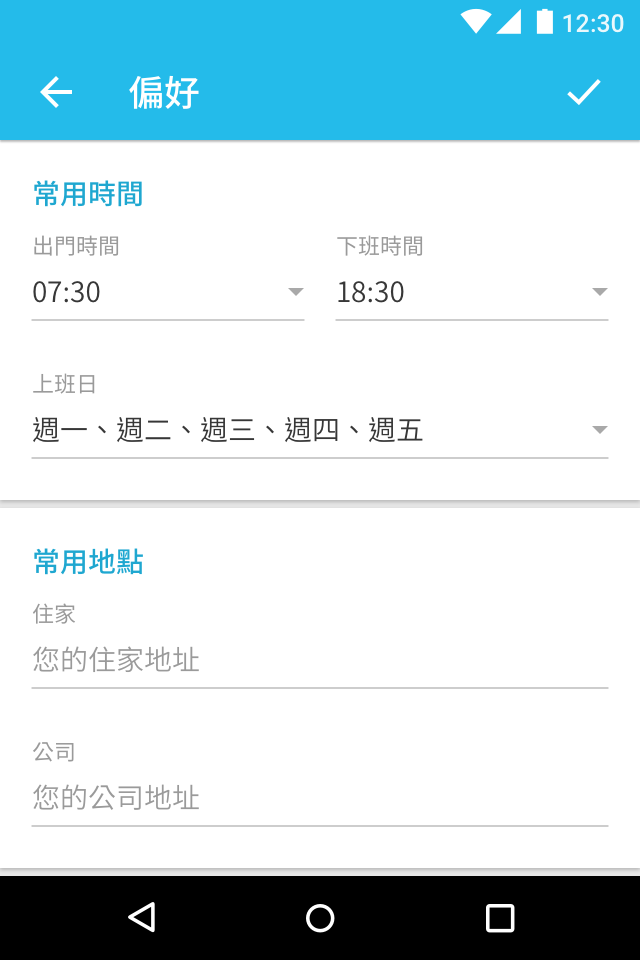 12:30
偏好
常用時間
出門時間 下班時間
07:30 18:30
上班日
週一、週二、週三、週四、週五
常用地點
住家
您的住家地址
公司
您的公司地址